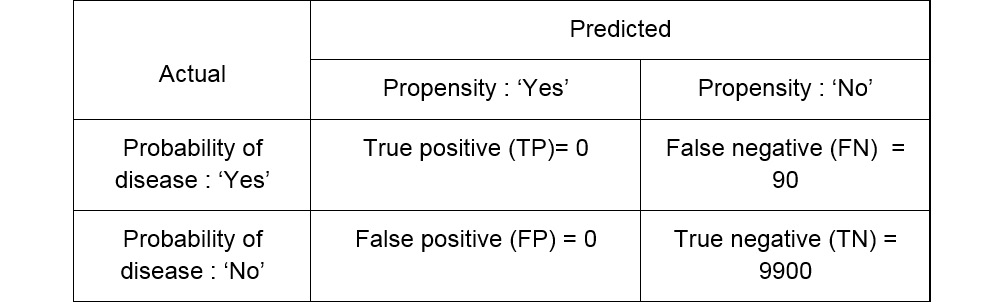 Predicted
Actual
Propensity : ‘Yes’
Propensity : ‘No’
Probability of
disease : ‘Yes’
True positive (TP)= 0
False negative (FN)  =
90
Probability of
disease : ‘No’
False positive (FP) = 0
True negative (TN) =
9900